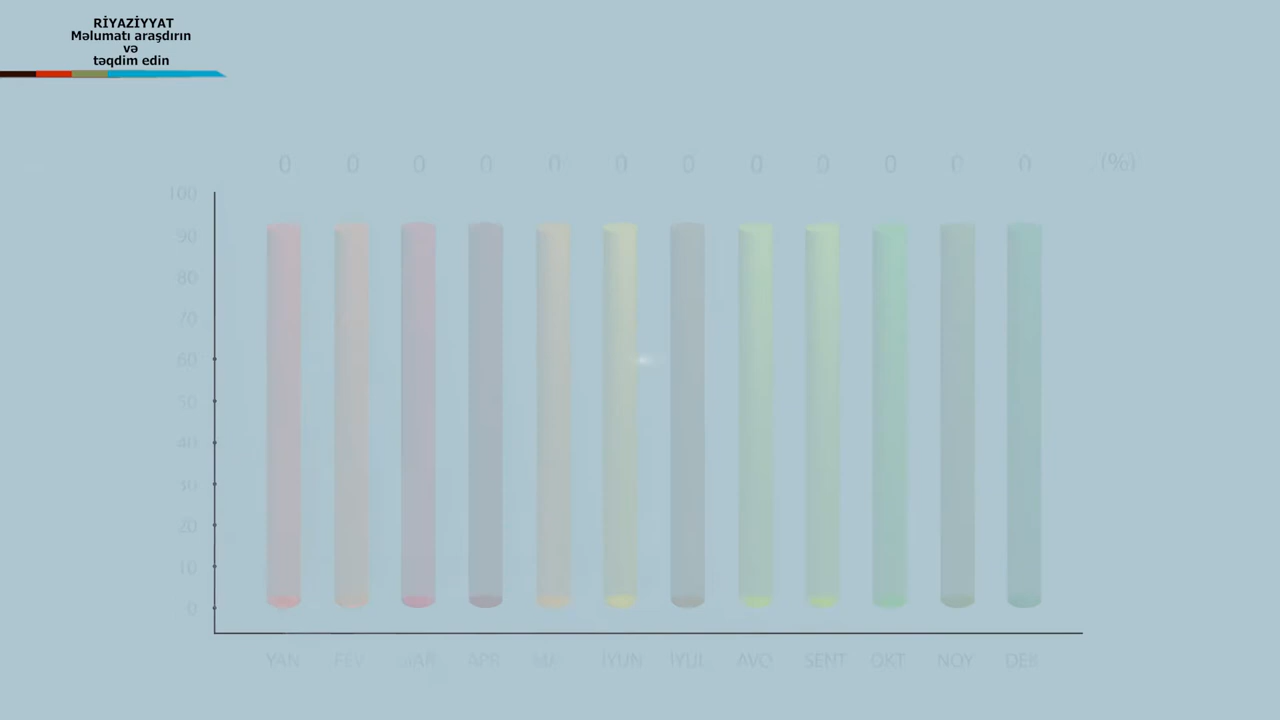 RİYAZİYYAT
Məlumatı araşdırın
və
təqdim edin
0 0 0 0 0 0 0 0 0 0 0 0 (%)
100
90
80
70
60
50
40
30
20
10
0
YAN FEV MAR APR İYUN İYUL AVQ SENT OKT NOY DEK